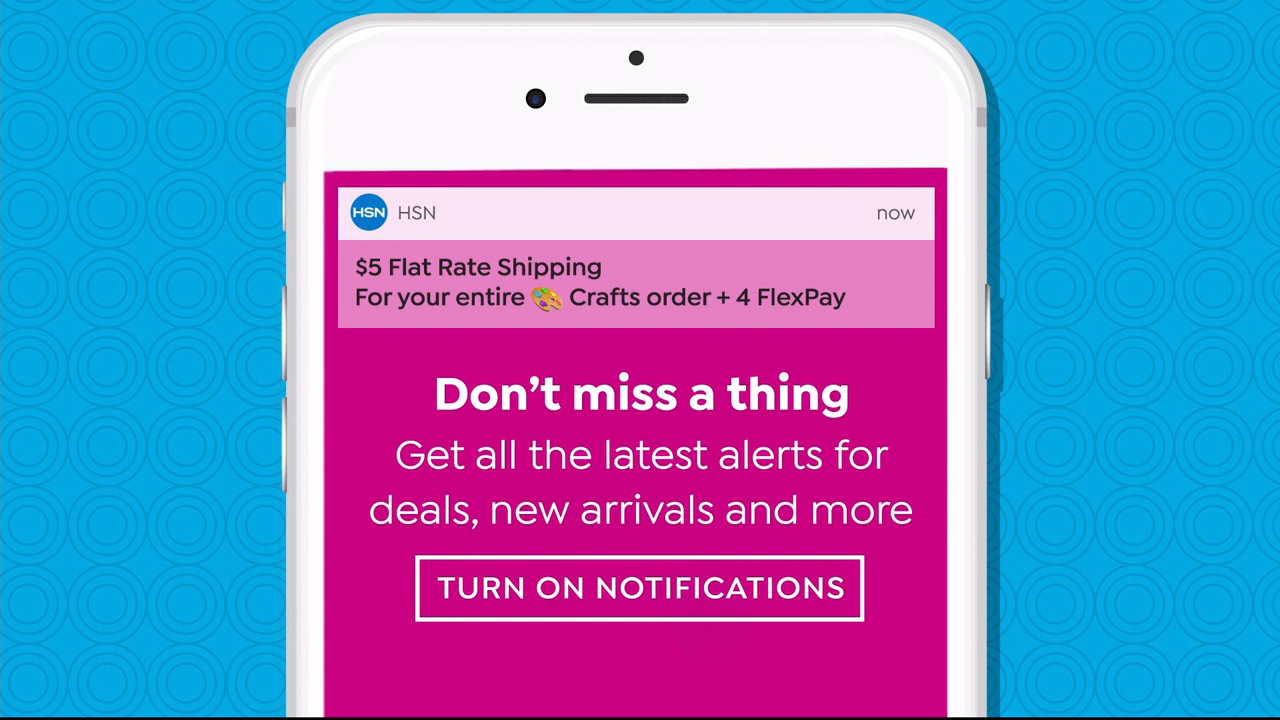 HSN HSN now
$5 Flat Rate Shipping
For your entire 🎨 Crafts order + 4 FlexPay
Don't miss a thing
Get all the latest alerts for
deals, new arrivals and more
TURN ON NOTIFICATIONS